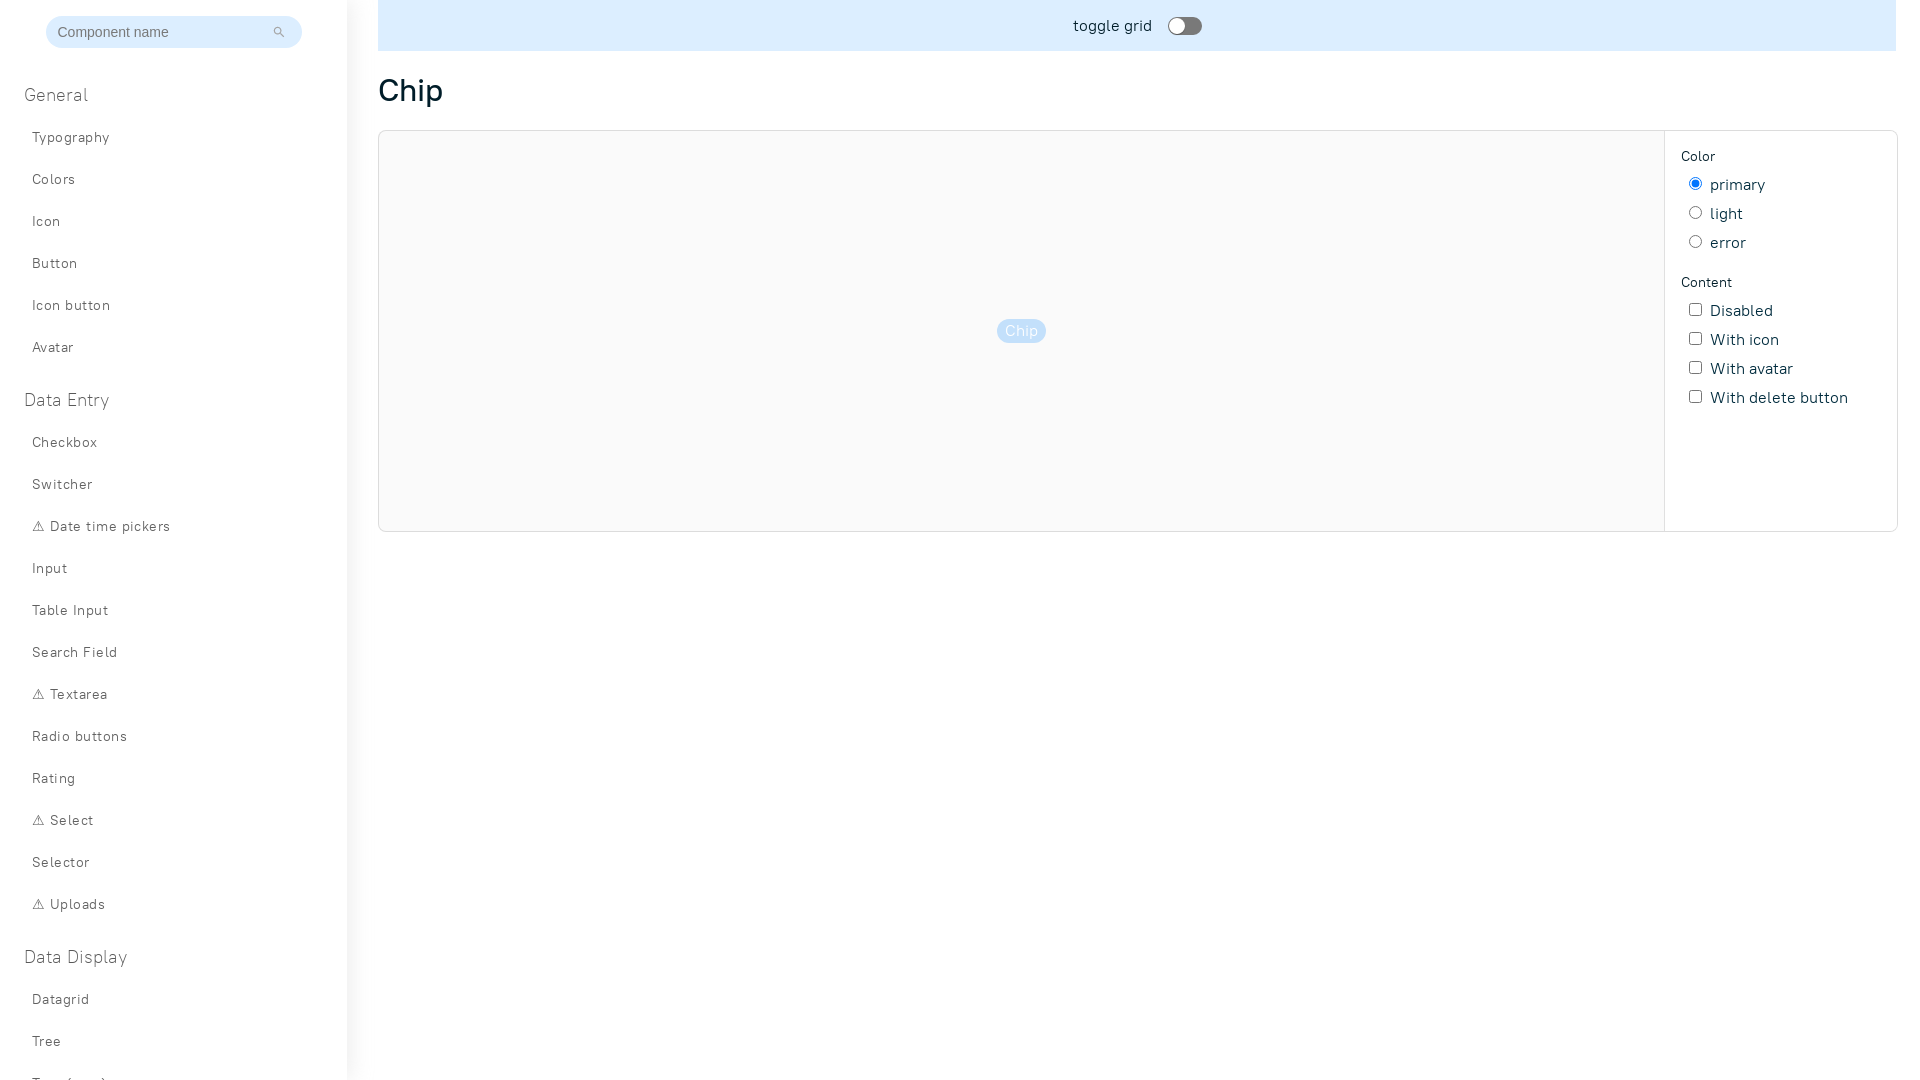 Component name
General
Typography
Colors
Icon
Button
Icon button
Avatar
Data Entry
Checkbox
Switcher
⚠ Date time pickers
Input
Table Input
Search Field
⚠ Textarea
Radio buttons
Rating
⚠ Select
Selector
⚠ Uploads
Data Display
Datagrid
Tree
toggle grid
Chip
Chip
Color
primary
light
error
Content
Disabled
With icon
With avatar
With delete button